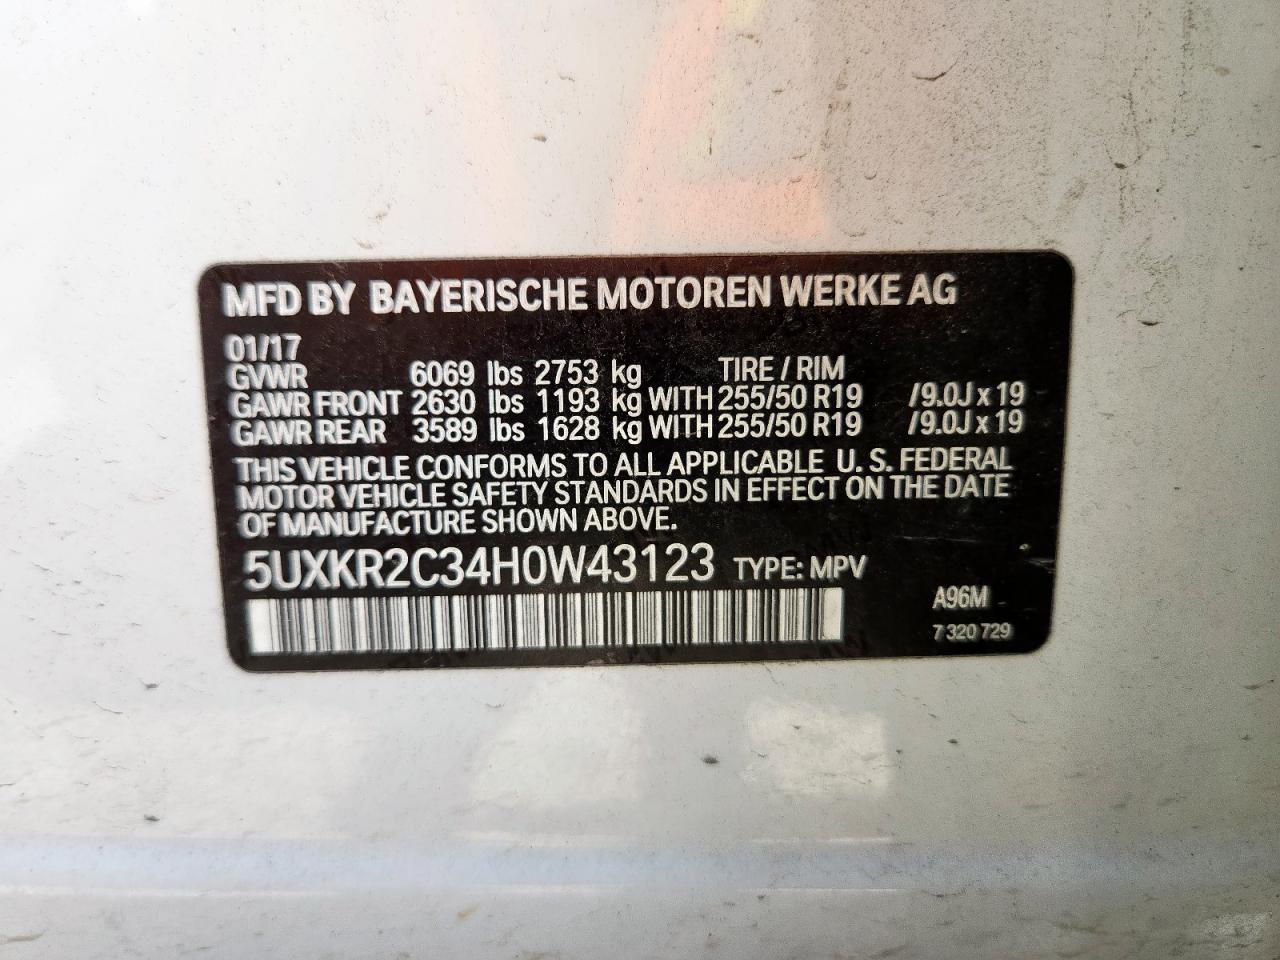 MFD BY BAYERISCHE MOTOREN WERKE AG
01/17
GVWR 6069 lbs 2753 kg TIRE / RIM
GAWR FRONT 2630 lbs 1193 kg WITH 255/50 R19 /9.0J x 19
GAWR REAR 3589 lbs 1628 kg WITH 255/50 R19 /9.0J x 19
THIS VEHICLE CONFORMS TO ALL APPLICABLE U. S. FEDERAL
MOTOR VEHICLE SAFETY STANDARDS IN EFFECT ON THE DATE
OF MANUFACTURE SHOWN ABOVE.
5UXKR2C34H0W43123 TYPE: MPV
A96M
7 320 729